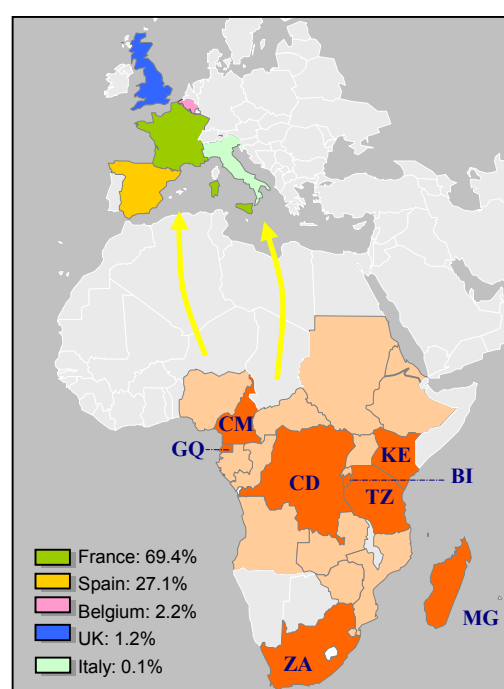 CM
GQ
KE
CD
BI
TZ
France: 69.4%
Spain: 27.1%
Belgium: 2.2%
UK: 1.2%
Italy: 0.1%
MG
ZA